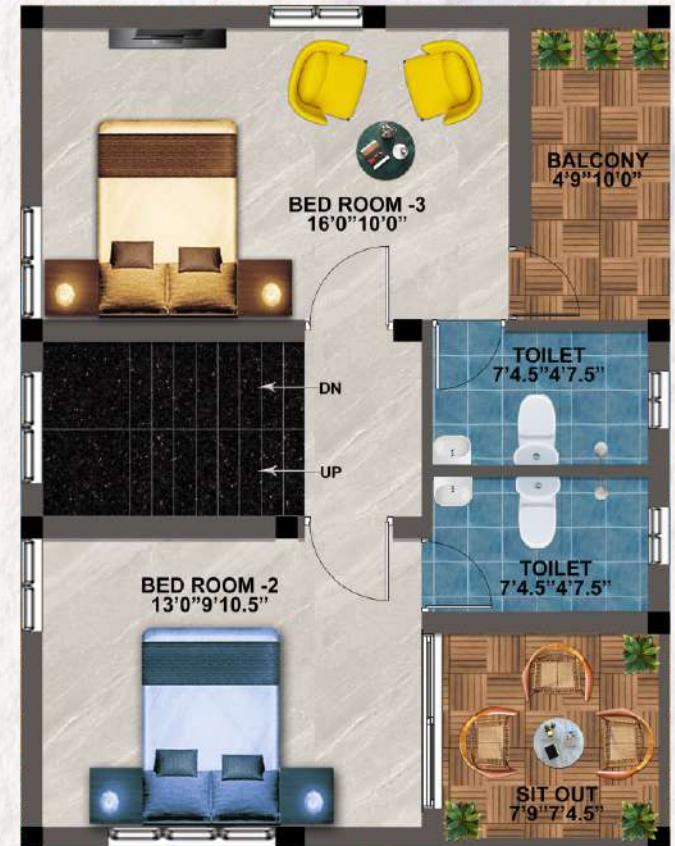 BALCONY
4'9"10'0"
BED ROOM -3
16'0"10'0"
TOILET
7'4.5"4'7.5"
DN
UP
TOILET
7'4.5"4'7.5"
BED ROOM -2
13'0"9'10.5"
SIT OUT
7'9"7'4.5"